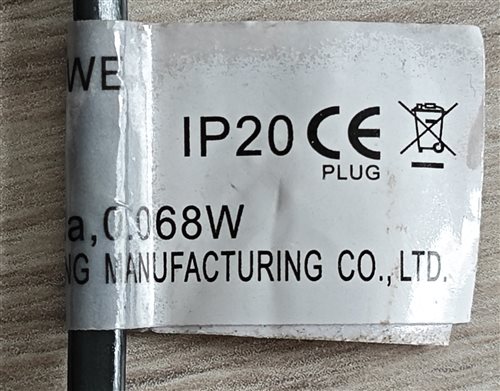 WE
IP20 CE
PLUG
a,0.068W
NG MANUFACTURING CO., LTD.